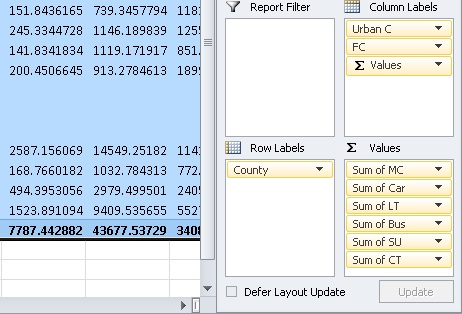 151.8436165 739.3457794 118
245.3344728 1146.189839 125
141.8341834 1119.171917 851.
200.4506645 913.2784613 189
2587.156069 14549.25182 114
168.7660182 1032.784313 772.
494.3953056 2979.499501 240
1523.891094 9409.535655 552
7787.442882 43677.53729 3408
Report Filter
Column Labels
Urban C
FC
Σ Values
Row Labels
County
Σ Values
Sum of MC
Sum of Car
Sum of LT
Sum of Bus
Sum of SU
Sum of CT
Defer Layout Update
Update